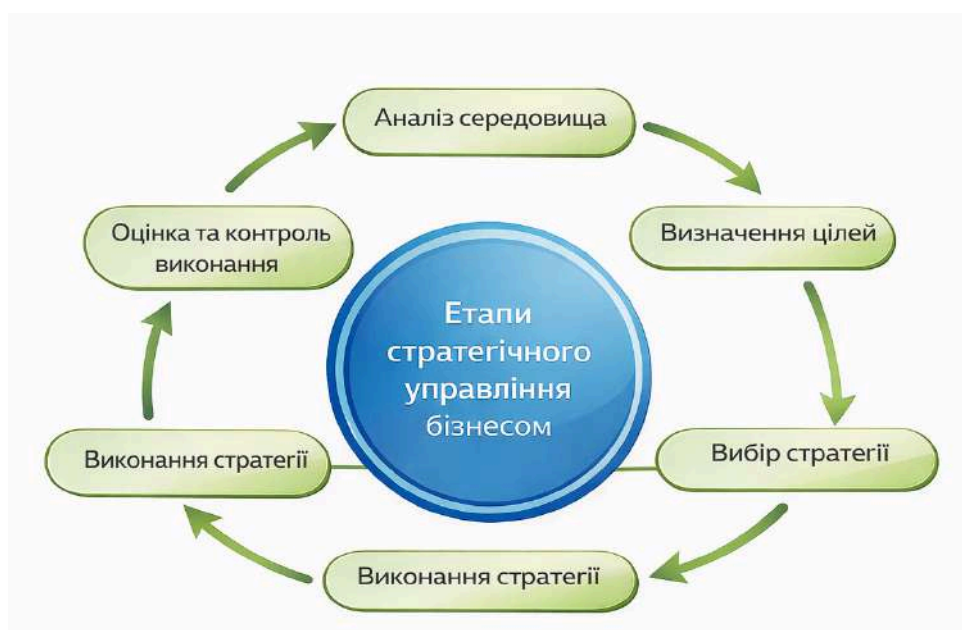 Аналіз середовища
Визначення цілей
Вибір стратегії
Виконання стратегії
Виконання стратегії
Оцінка та контроль
виконання
Етапи
стратегічного
управління
бізнесом